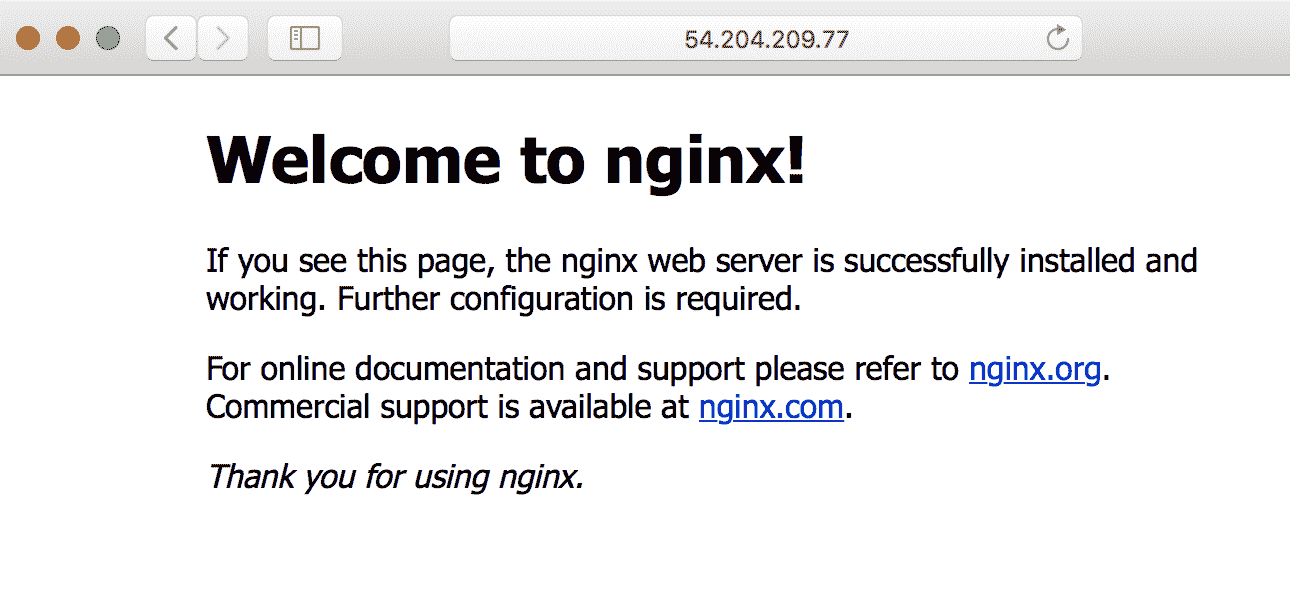 54.204.209.77
Welcome to nginx!
If you see this page, the nginx web server is successfully installed and
working. Further configuration is required.
For online documentation and support please refer to nginx.org.
Commercial support is available at nginx.com.
Thank you for using nginx.